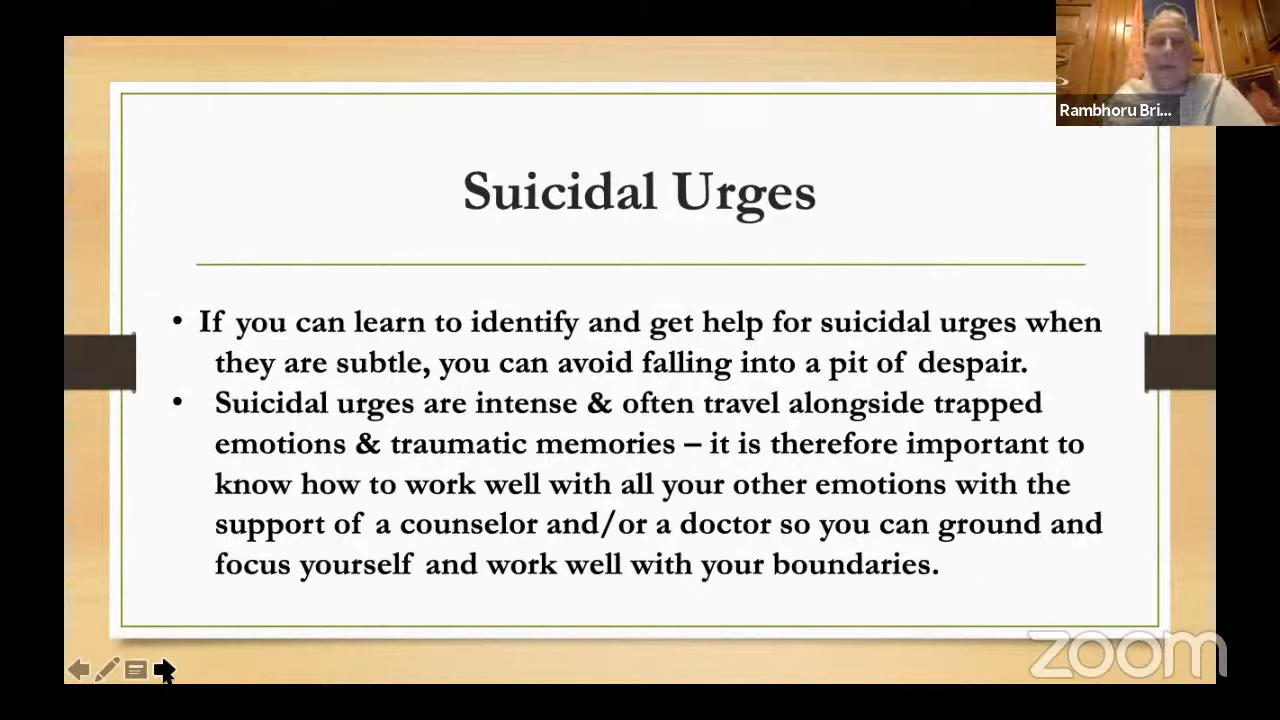 Rambhoru Bri...
Suicidal Urges
• If you can learn to identify and get help for suicidal urges when
they are subtle, you can avoid falling into a pit of despair.
• Suicidal urges are intense & often travel alongside trapped
emotions & traumatic memories – it is therefore important to
know how to work well with all your other emotions with the
support of a counselor and/or a doctor so you can ground and
focus yourself and work well with your boundaries.
zoom